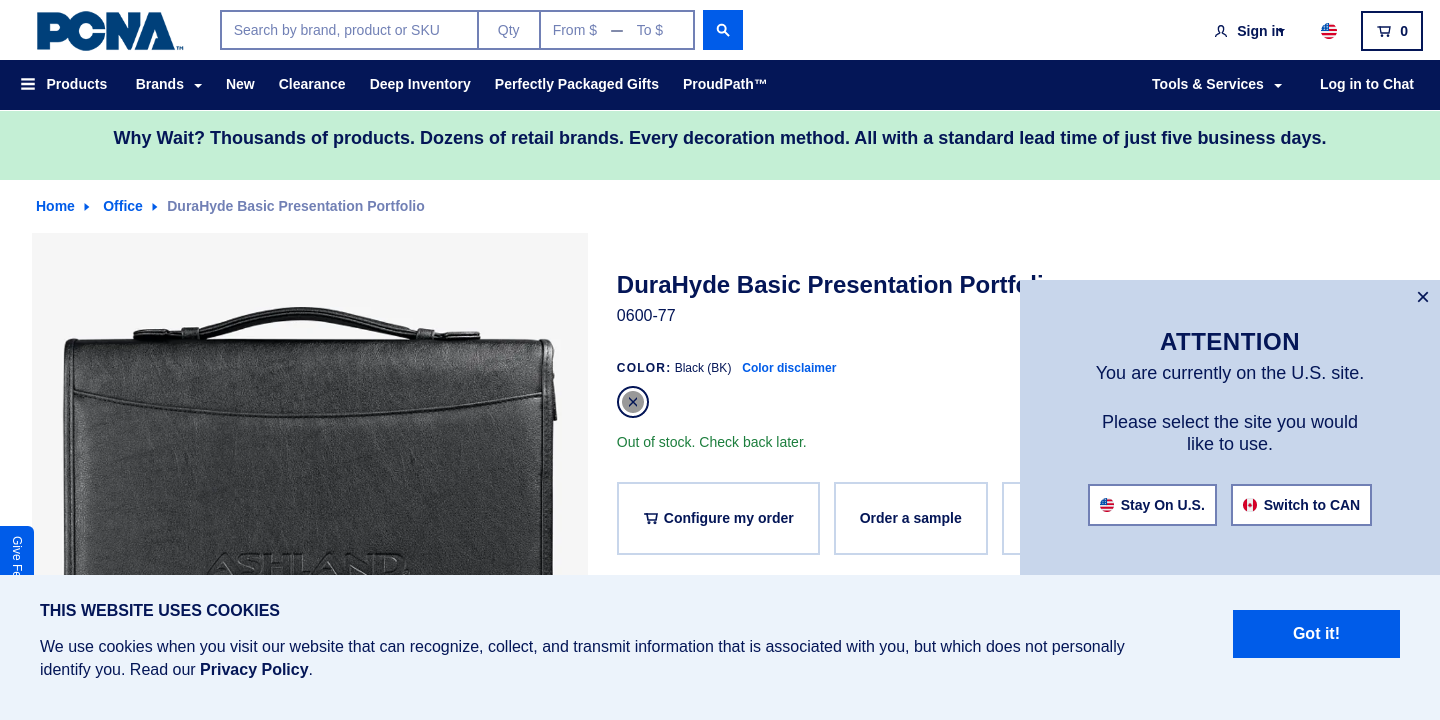 PCNA™
Search by brand, product or SKU
Qty
From $ — To $
Sign in
0
Products
Brands
New
Clearance
Deep Inventory
Perfectly Packaged Gifts
ProudPath™
Tools & Services
Log in to Chat
Why Wait? Thousands of products. Dozens of retail brands. Every decoration method. All with a standard lead time of just five business days.
Home
Office
DuraHyde Basic Presentation Portfolio
DuraHyde Basic Presentation Portfolio
0600-77
COLOR: Black (BK) Color disclaimer
Out of stock. Check back later.
Configure my order
Order a sample
ASHLAND
ATTENTION
You are currently on the U.S. site.
Please select the site you would
like to use.
Stay On U.S.
Switch to CAN
Give
THIS WEBSITE USES COOKIES
We use cookies when you visit our website that can recognize, collect, and transmit information that is associated with you, but which does not personally
identify you. Read our Privacy Policy.
Got it!